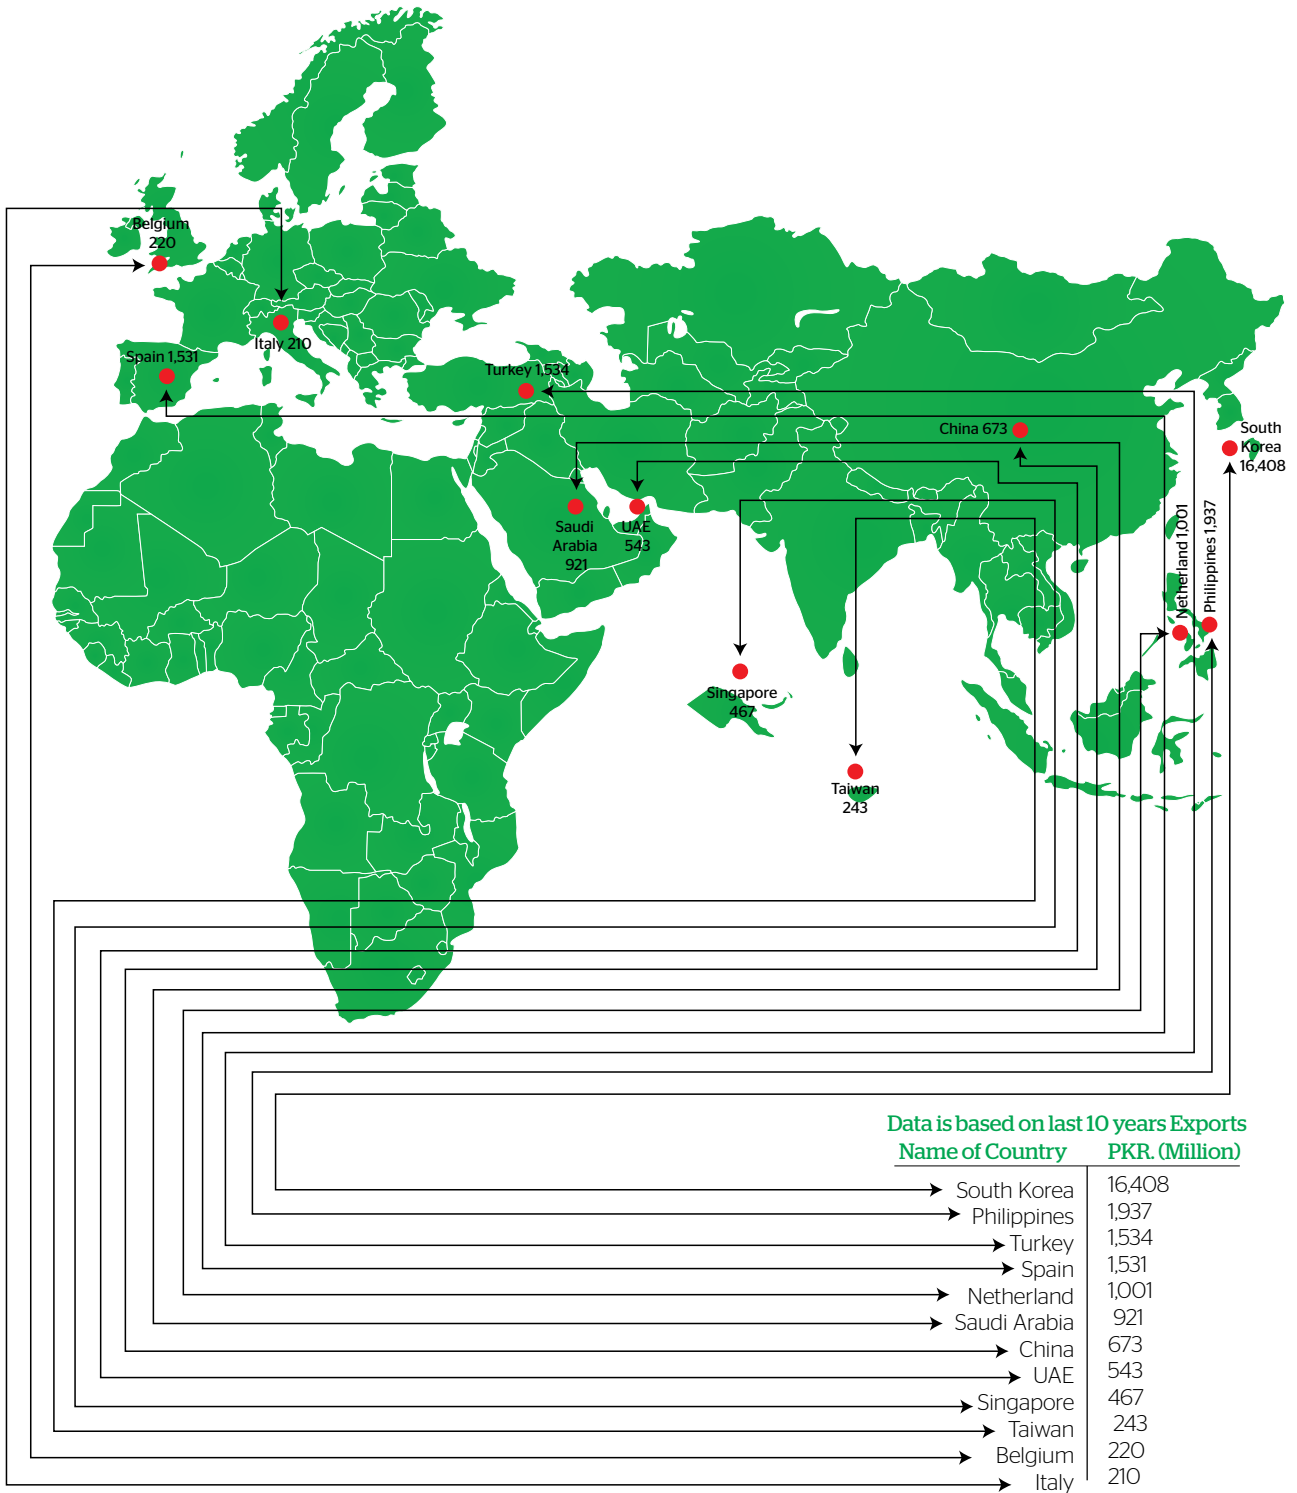 Belgium
220
Italy 210
Spain 1,531
Turkey 1,534
China 673
South
Korea
16,408
Saudi
Arabia
921
UAE
543
Netherland 1,001
Philippines 1,937
Singapore
467
Taiwan
243
Data is based on last 10 years Exports
Name of Country PKR. (Million)
South Korea 16,408
Philippines 1,937
Turkey 1,534
Spain 1,531
Netherland 1,001
Saudi Arabia 921
China 673
UAE 543
Singapore 467
Taiwan 243
Belgium 220
Italy 210